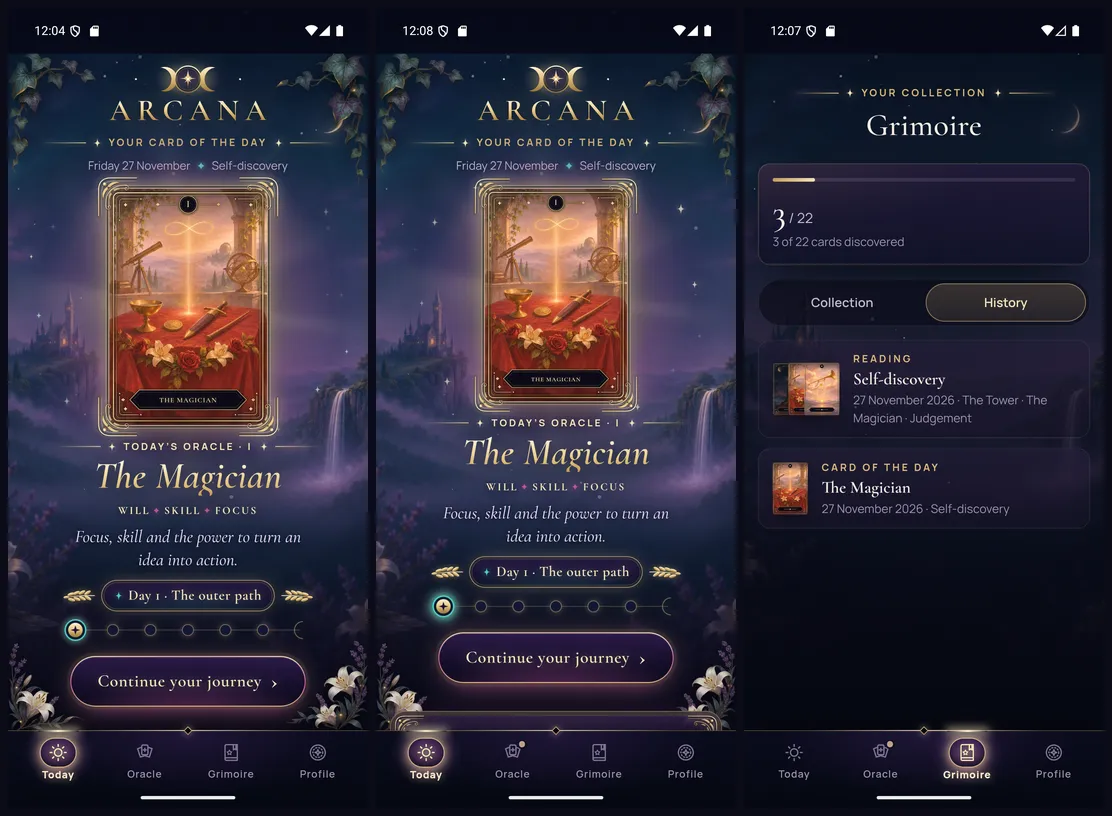 12:04
ARCANA
YOUR CARD OF THE DAY
Friday 27 November ✦ Self-discovery
I
THE MAGICIAN
TODAY'S ORACLE · I
The Magician
WILL ✦ SKILL ✦ FOCUS
Focus, skill and the power to turn an
idea into action.
Day 1 · The outer path
Continue your journey ›
Today
Oracle
Grimoire
Profile
12:08
ARCANA
YOUR CARD OF THE DAY
Friday 27 November ✦ Self-discovery
I
THE MAGICIAN
TODAY'S ORACLE · I
The Magician
WILL ✦ SKILL ✦ FOCUS
Focus, skill and the power to turn an
idea into action.
Day 1 · The outer path
Continue your journey ›
Today
Oracle
Grimoire
Profile
12:07
YOUR COLLECTION
Grimoire
3 / 22
3 of 22 cards discovered
Collection
History
READING
Self-discovery
27 November 2026 · The Tower · The
Magician · Judgement
CARD OF THE DAY
The Magician
27 November 2026 · Self-discovery
Today
Oracle
Grimoire
Profile